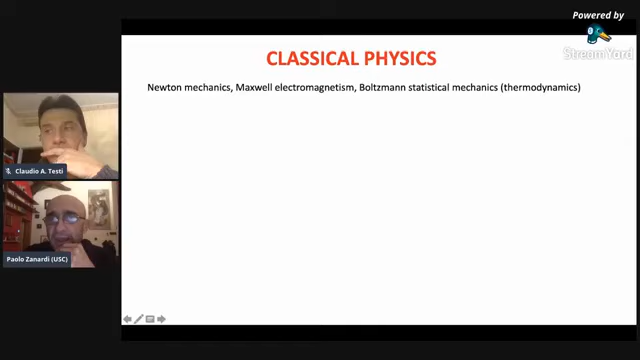 Powered by
StreamYard
CLASSICAL PHYSICS
Newton mechanics, Maxwell electromagnetism, Boltzmann statistical mechanics (thermodynamics)
Claudio A. Testi
Paolo Zanardi (USC)